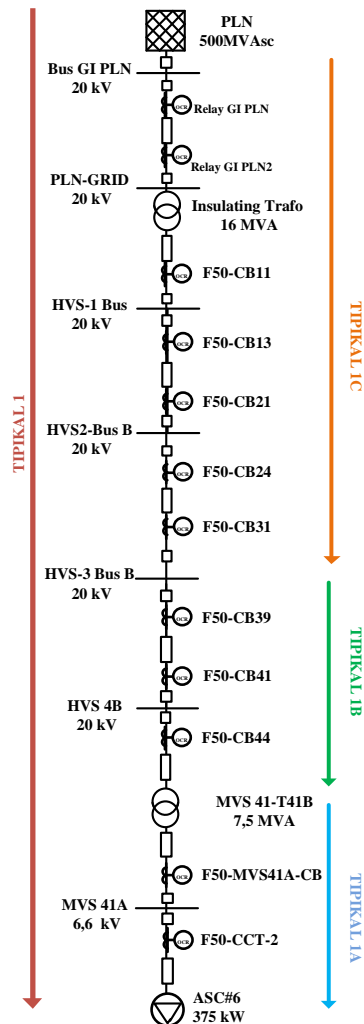 PLN
500MVAsc
Bus GI PLN
20 kV
OCR
Relay GI PLN
OCR
Relay GI PLN2
PLN-GRID
20 kV
Insulating Trafo
16 MVA
OCR
F50-CB11
HVS-1 Bus
20 kV
OCR
F50-CB13
OCR
F50-CB21
HVS2-Bus B
20 kV
OCR
F50-CB24
OCR
F50-CB31
HVS-3 Bus B
20 kV
OCR
F50-CB39
OCR
F50-CB41
HVS 4B
20 kV
OCR
F50-CB44
MVS 41-T41B
7,5 MVA
OCR
F50-MVS41A-CB
MVS 41A
6,6 kV
OCR
F50-CCT-2
ASC#6
375 kW
TIPIKAL 1
TIPIKAL 1C
TIPIKAL 1B
TIPIKAL 1A